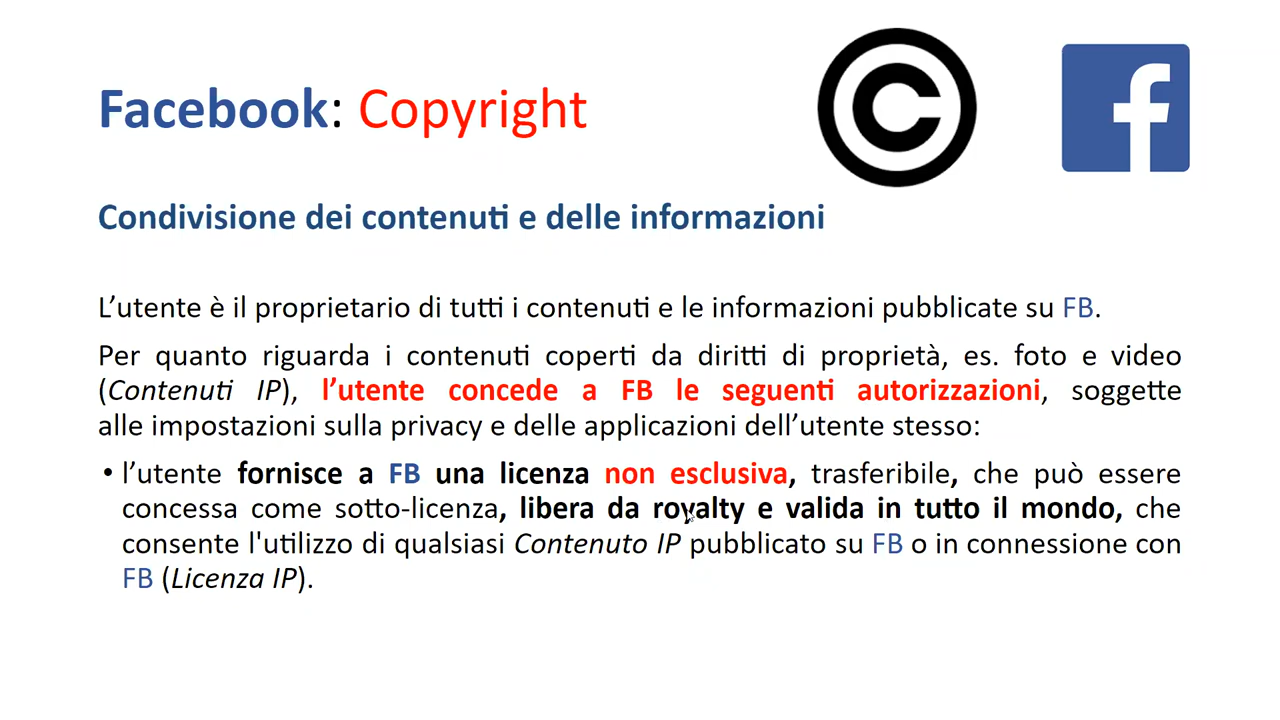 Facebook: Copyright
Condivisione dei contenuti e delle informazioni
L’utente è il proprietario di tutti i contenuti e le informazioni pubblicate su FB.
Per quanto riguarda i contenuti coperti da diritti di proprietà, es. foto e video
(Contenuti IP), l’utente concede a FB le seguenti autorizzazioni, soggette
alle impostazioni sulla privacy e delle applicazioni dell’utente stesso:
• l’utente fornisce a FB una licenza non esclusiva, trasferibile, che può essere
concessa come sotto-licenza, libera da royalty e valida in tutto il mondo, che
consente l'utilizzo di qualsiasi Contenuto IP pubblicato su FB o in connessione con
FB (Licenza IP).